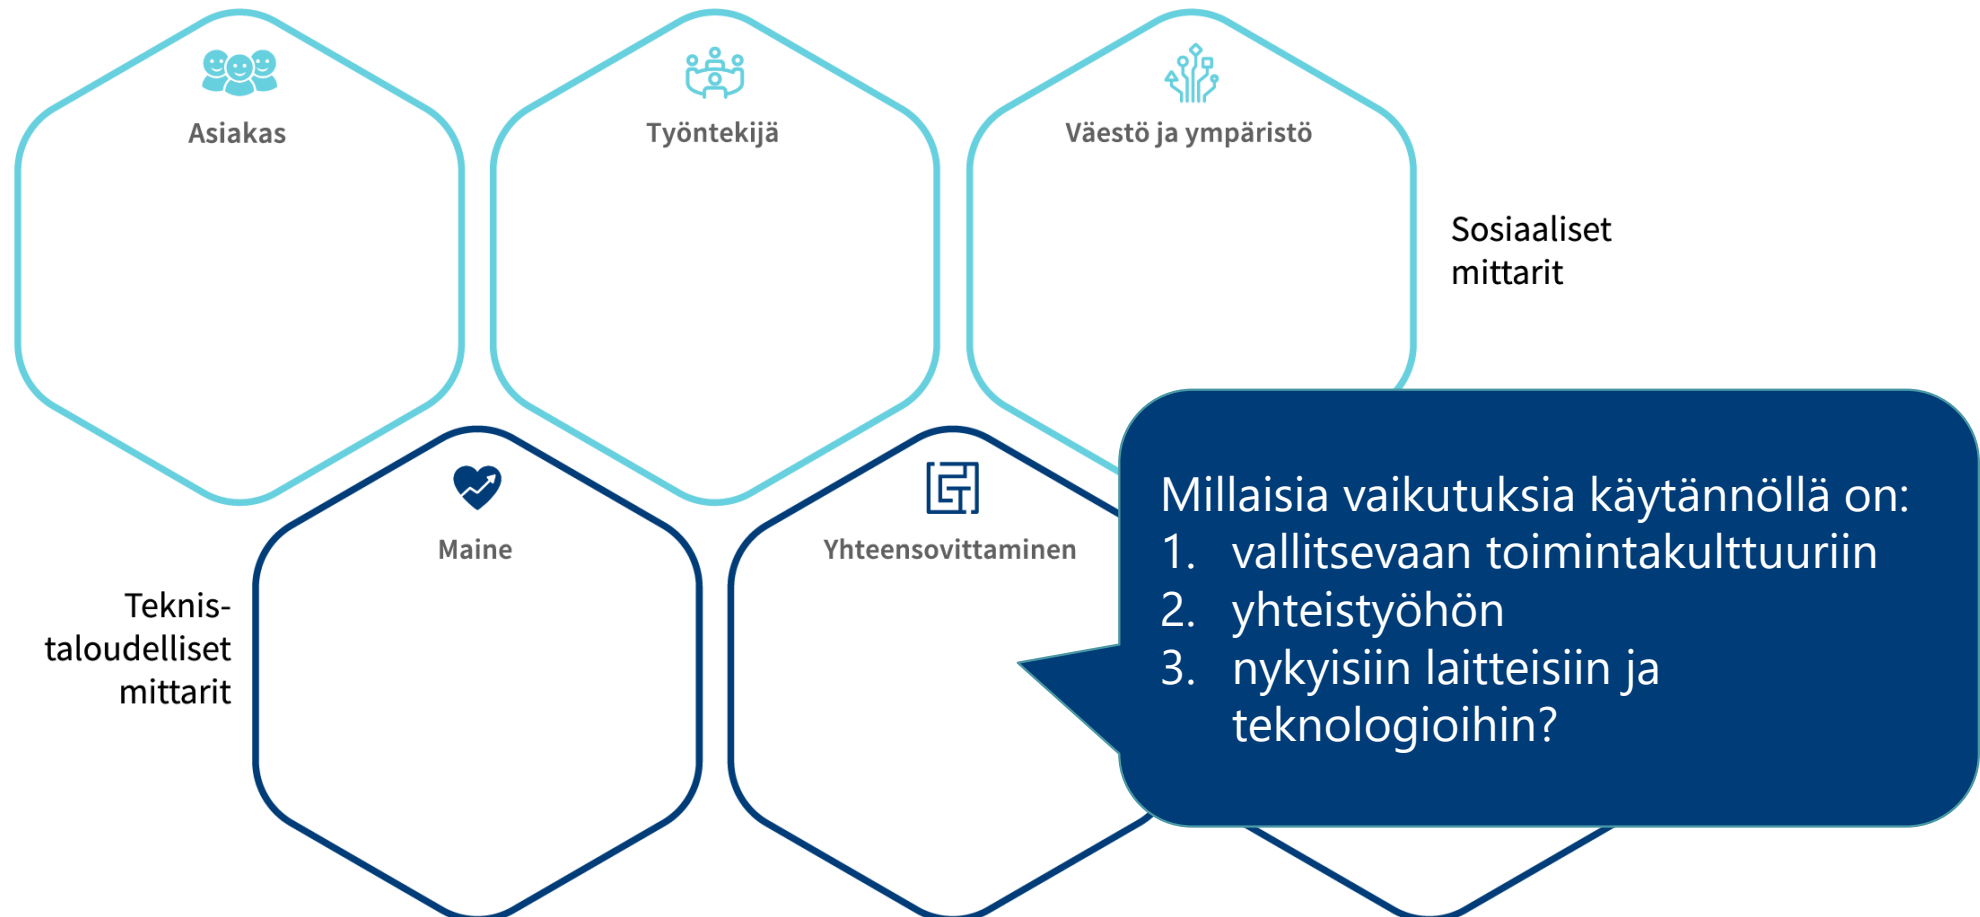 Asiakas
Työntekijä
Väestö ja ympäristö
Sosiaaliset
mittarit
Maine
Yhteensovittaminen
Teknis-
taloudelliset
mittarit
Millaisia vaikutuksia käytännöllä on:
1. vallitsevaan toimintakulttuuriin
2. yhteistyöhön
3. nykyisiin laitteisiin ja
teknologioihin?